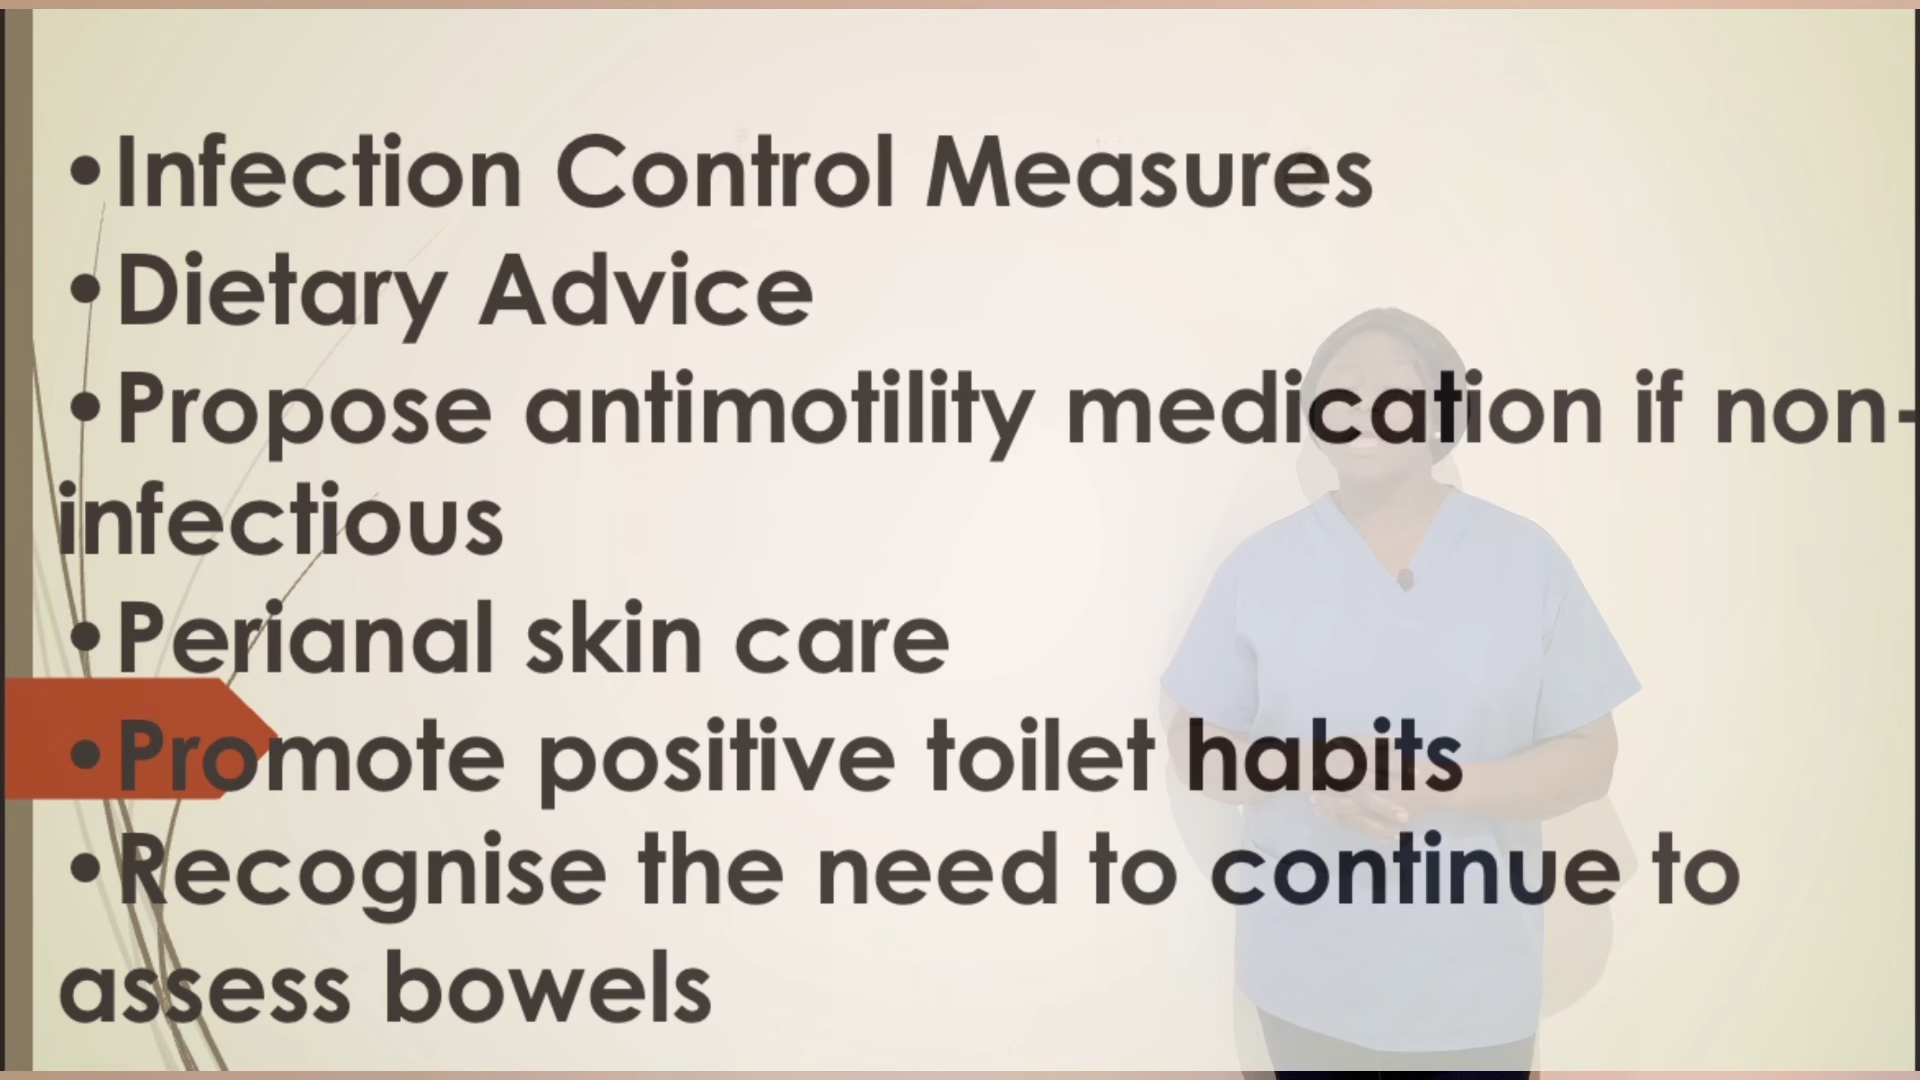 •Infection Control Measures
•Dietary Advice
•Propose antimotility medication if non-
infectious
•Perianal skin care
•Promote positive toilet habits
•Recognise the need to continue to
assess bowels